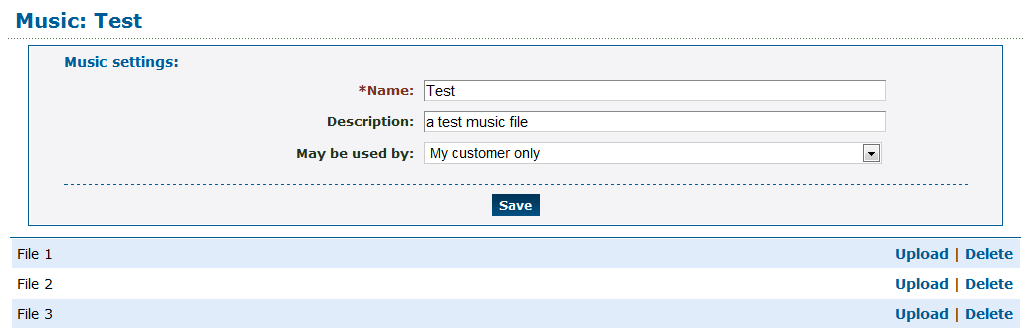 Music: Test
Music settings:
*Name: Test
Description: a test music file
May be used by: My customer only
Save
File 1 Upload | Delete
File 2 Upload | Delete
File 3 Upload | Delete